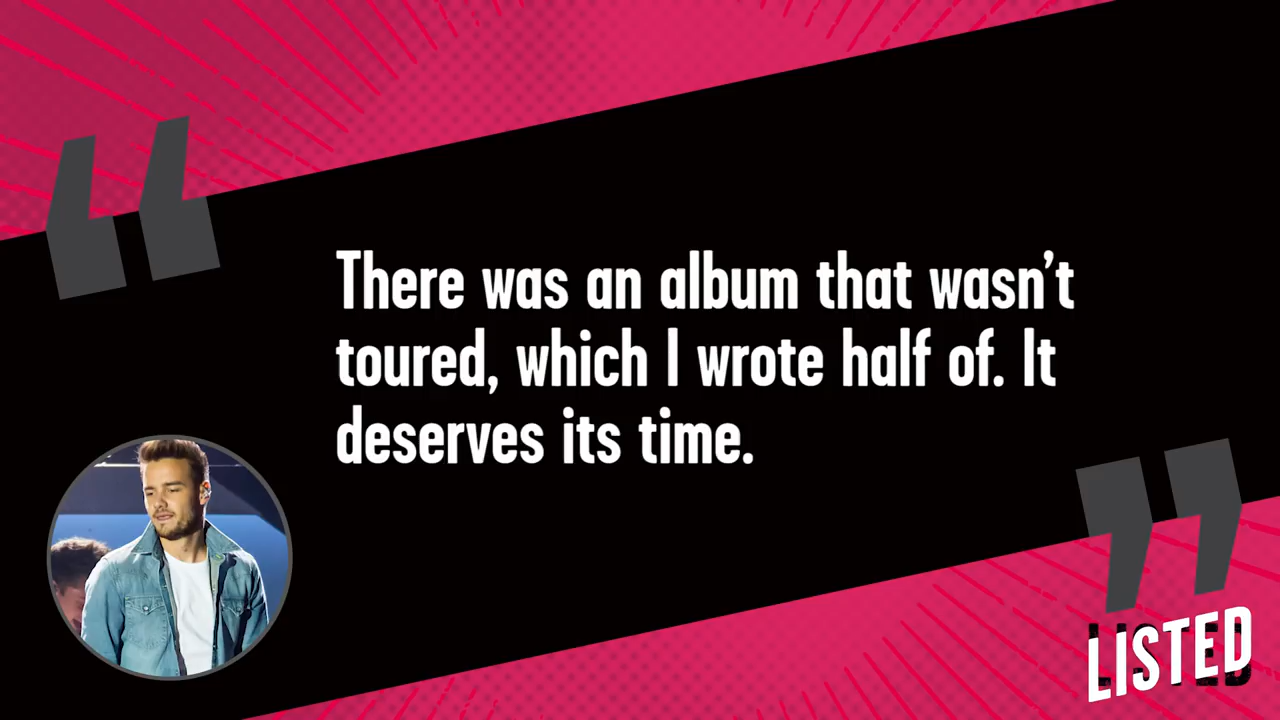 There was an album that wasn’t
toured, which I wrote half of. It
deserves its time.
LISTED